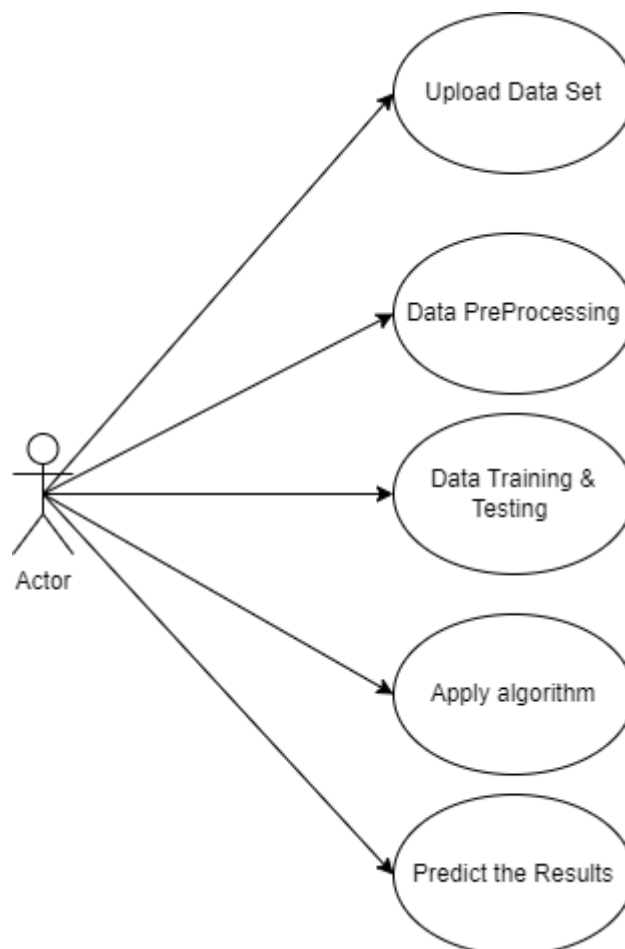 Upload Data Set
Data PreProcessing
Data Training &
Testing
Actor
Apply algorithm
Predict the Results